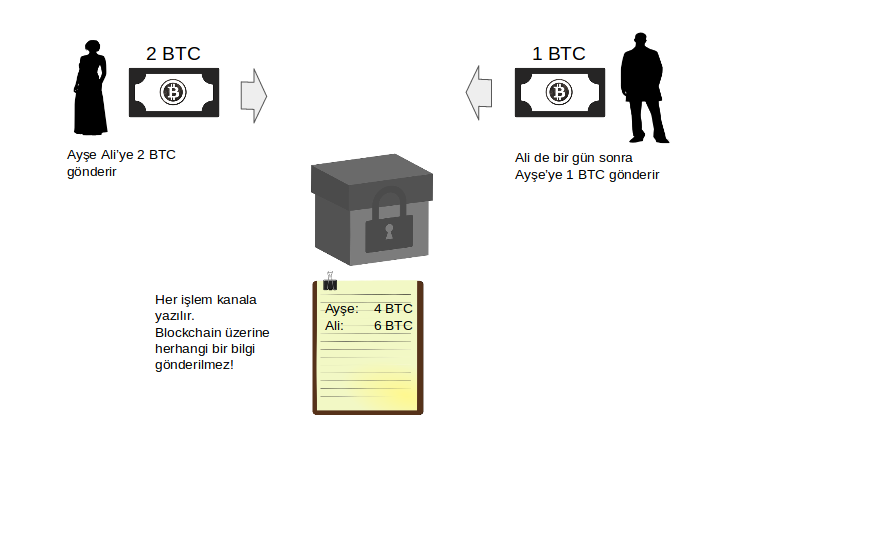 2 BTC
1 BTC
Ayşe Ali'ye 2 BTC
gönderir
Ali de bir gün sonra
Ayşe'ye 1 BTC gönderir
Her işlem kanala
yazılır.
Blockchain üzerine
herhangi bir bilgi
gönderilmez!
Ayşe: 4 BTC
Ali: 6 BTC